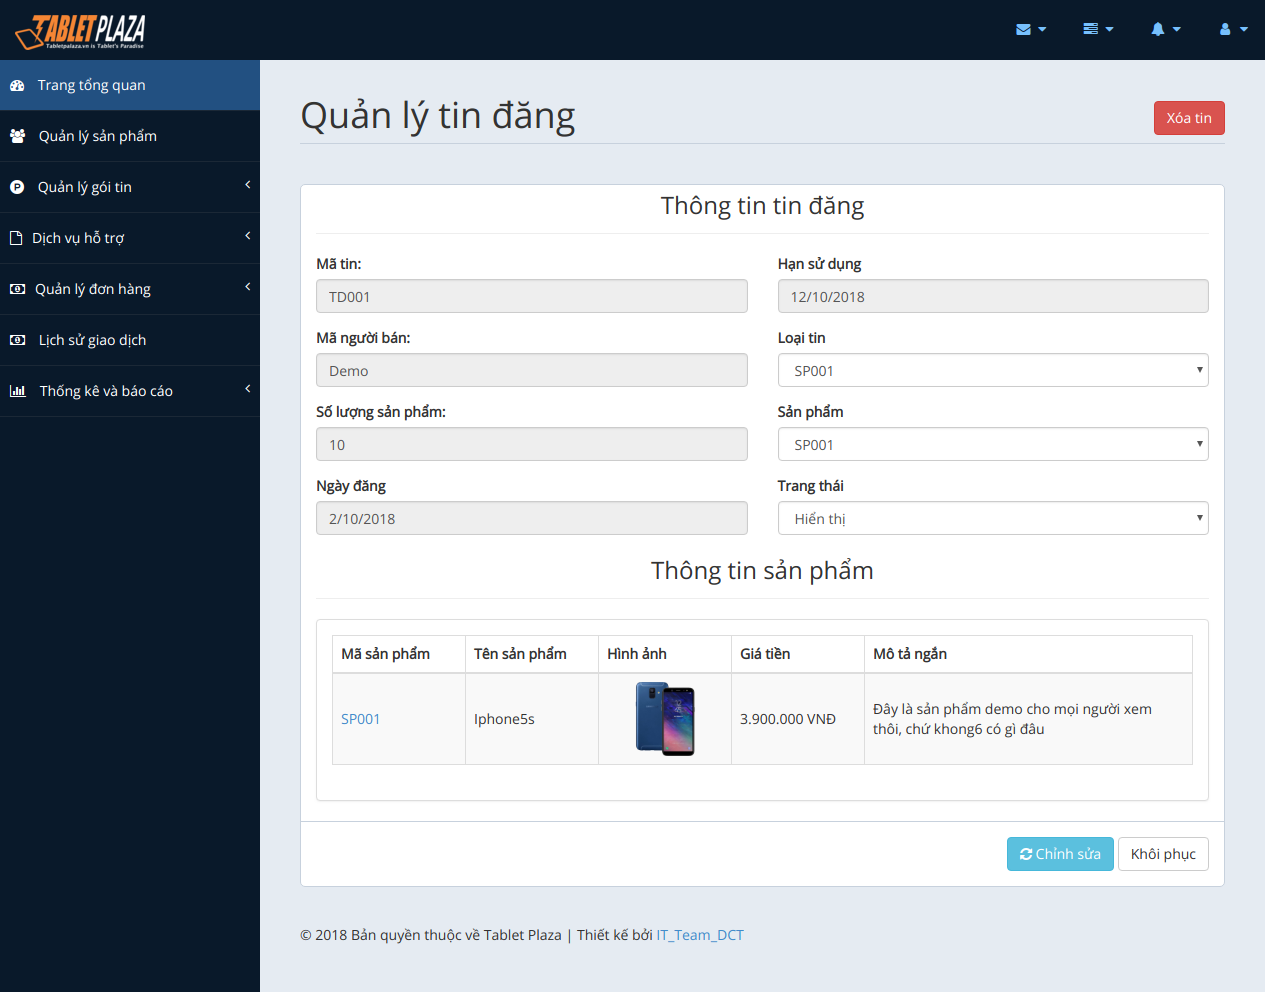 TABLETPLAZA
Tabletpalaza.vn is Tablet's Paradise
Trang tổng quan
Quản lý sản phẩm
Quản lý gói tin
Dịch vụ hỗ trợ
Quản lý đơn hàng
Lịch sử giao dịch
Thống kê và báo cáo
Quản lý tin đăng
Xóa tin
Thông tin tin đăng
Mã tin:
TD001
Hạn sử dụng
12/10/2018
Mã người bán:
Demo
Loại tin
SP001
Số lượng sản phẩm:
10
Sản phẩm
SP001
Ngày đăng
2/10/2018
Trang thái
Hiển thị
Thông tin sản phẩm
Mã sản phẩm Tên sản phẩm Hình ảnh Giá tiền Mô tả ngắn
SP001 Iphone5s 3.900.000 VNĐ Đây là sản phẩm demo cho mọi người xem
thôi, chứ khong6 có gì đâu
Chỉnh sửa Khôi phục
© 2018 Bản quyền thuộc về Tablet Plaza | Thiết kế bởi IT_Team_DCT